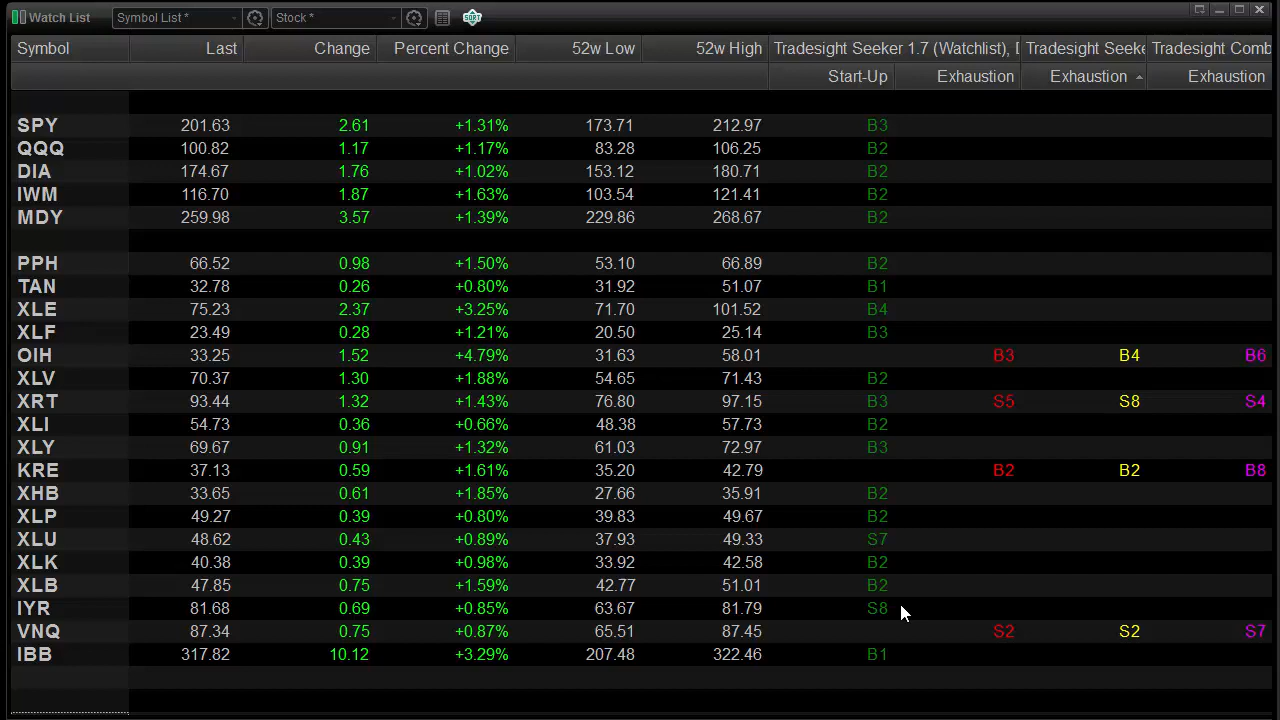 Watch List Symbol List * Stock * SORT
Symbol Last Change Percent Change 52w Low 52w High Tradesight Seeker 1.7 (Watchlist), D Tradesight Seeke Tradesight Comb
Start-Up Exhaustion Exhaustion Exhaustion
SPY 201.63 2.61 +1.31% 173.71 212.97 B3
QQQ 100.82 1.17 +1.17% 83.28 106.25 B2
DIA 174.67 1.76 +1.02% 153.12 180.71 B2
IWM 116.70 1.87 +1.63% 103.54 121.41 B2
MDY 259.98 3.57 +1.39% 229.86 268.67 B2
PPH 66.52 0.98 +1.50% 53.10 66.89 B2
TAN 32.78 0.26 +0.80% 31.92 51.07 B1
XLE 75.23 2.37 +3.25% 71.70 101.52 B4
XLF 23.49 0.28 +1.21% 20.50 25.14 B3
OIH 33.25 1.52 +4.79% 31.63 58.01 B3 B4 B6
XLV 70.37 1.30 +1.88% 54.65 71.43 B2
XRT 93.44 1.32 +1.43% 76.80 97.15 B3 S5 S8 S4
XLI 54.73 0.36 +0.66% 48.38 57.73 B2
XLY 69.67 0.91 +1.32% 61.03 72.97 B3
KRE 37.13 0.59 +1.61% 35.20 42.79 B2 B2 B8
XHB 33.65 0.61 +1.85% 27.66 35.91 B2
XLP 49.27 0.39 +0.80% 39.83 49.67 B2
XLU 48.62 0.43 +0.89% 37.93 49.33 S7
XLK 40.38 0.39 +0.98% 33.92 42.58 B2
XLB 47.85 0.75 +1.59% 42.77 51.01 B2
IYR 81.68 0.69 +0.85% 63.67 81.79 S8
VNQ 87.34 0.75 +0.87% 65.51 87.45 S2 S2 S7
IBB 317.82 10.12 +3.29% 207.48 322.46 B1